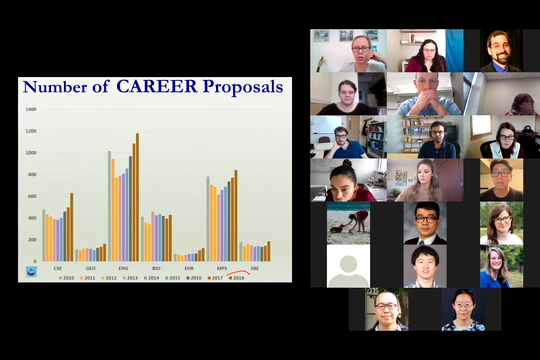 Number of CAREER Proposals
1400
1200
1000
800
600
400
200
0
CSE GEO ENG BIO EHR MPS SBE
2010 2011 2012 2013 2014 2015 2016 2017 2018